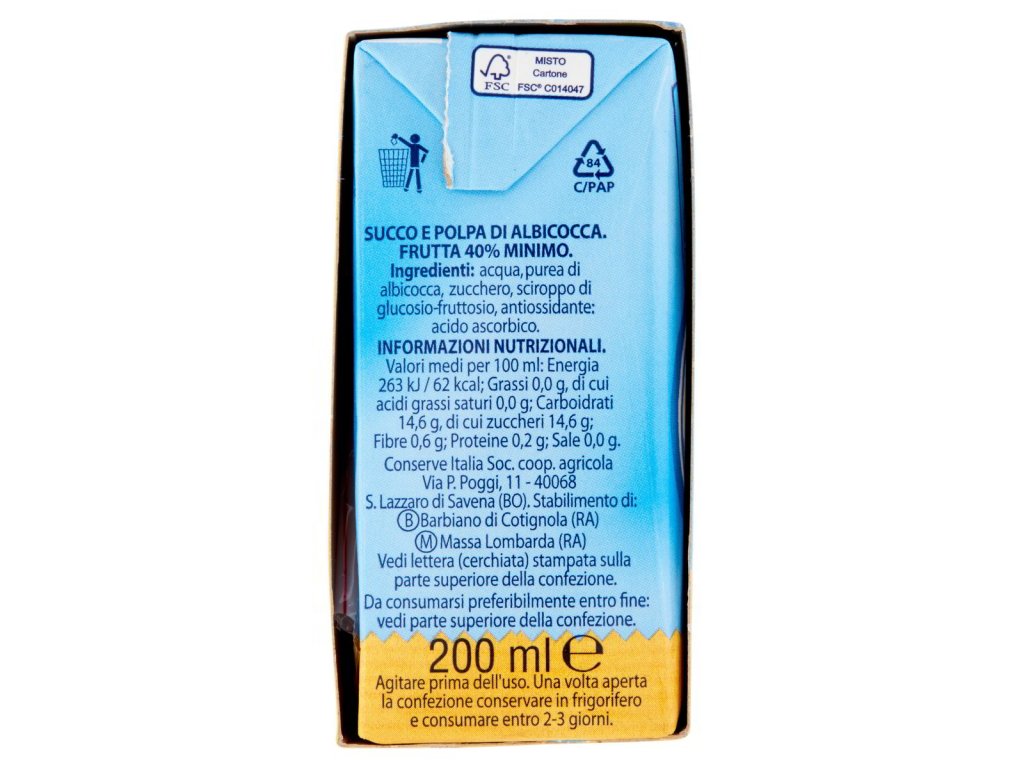 MISTO
Cartone
FSC
FSC® C014047
84
C/PAP
SUCCO E POLPA DI ALBICOCCA.
FRUTTA 40% MINIMO.
Ingredienti: acqua, purea di
albicocca, zucchero, sciroppo di
glucosio-fruttosio, antiossidante:
acido ascorbico.
INFORMAZIONI NUTRIZIONALI.
Valori medi per 100 ml: Energia
263 kJ / 62 kcal; Grassi 0,0 g, di cui
acidi grassi saturi 0,0 g; Carboidrati
14,6 g, di cui zuccheri 14,6 g;
Fibre 0,6 g; Proteine 0,2 g; Sale 0,0 g.
Conserve Italia Soc. coop. agricola
Via P. Poggi, 11 - 40068
S. Lazzaro di Savena (BO). Stabilimento di:
Ⓑ Barbiano di Cotignola (RA)
Ⓜ Massa Lombarda (RA)
Vedi lettera (cerchiata) stampata sulla
parte superiore della confezione.
Da consumarsi preferibilmente entro fine:
vedi parte superiore della confezione.
200 ml ℮
Agitare prima dell'uso. Una volta aperta
la confezione conservare in frigorifero
e consumare entro 2-3 giorni.